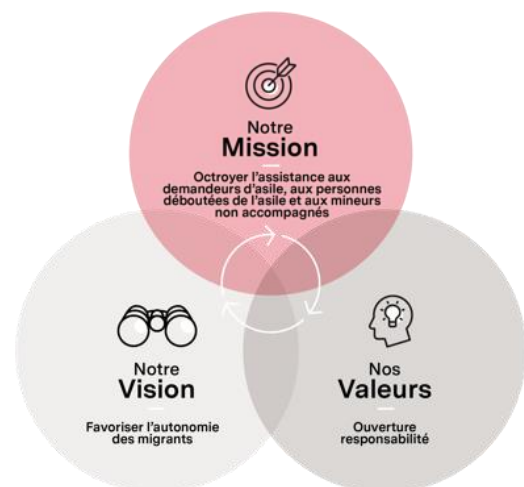 Notre
Mission
Octroyer l'assistance aux
demandeurs d'asile, aux personnes
déboutées de l'asile et aux mineurs
non accompagnés
Notre
Vision
Favoriser l'autonomie
des migrants
Nos
Valeurs
Ouverture
responsabilité